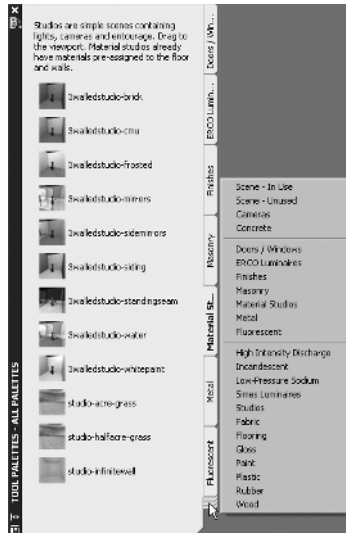 Studios are simple scenes containing
lights, cameras and entourage. Drag to
the viewport. Material studios already
have materials pre-assigned to the floor
and walls.
3walledstudio-brick
3walledstudio-cmu
3walledstudio-frosted
3walledstudio-mirrors
3walledstudio-sidemirrors
3walledstudio-siding
3walledstudio-standingseam
3walledstudio-water
3walledstudio-whitepaint
studio-acre-grass
studio-halfacre-grass
studio-infinitewall
TOOL PALETTES - ALL PALETTES
Doors / Win...
ERCO Lumin...
Finishes
Masonry
Material St...
Metal
Fluorescent
Scene - In Use
Scene - Unused
Cameras
Concrete
Doors / Windows
ERCO Luminaires
Finishes
Masonry
Material Studios
Metal
Fluorescent
High Intensity Discharge
Incandescent
Low-Pressure Sodium
Simes Luminaires
Studios
Fabric
Flooring
Gloss
Paint
Plastic
Rubber
Wood